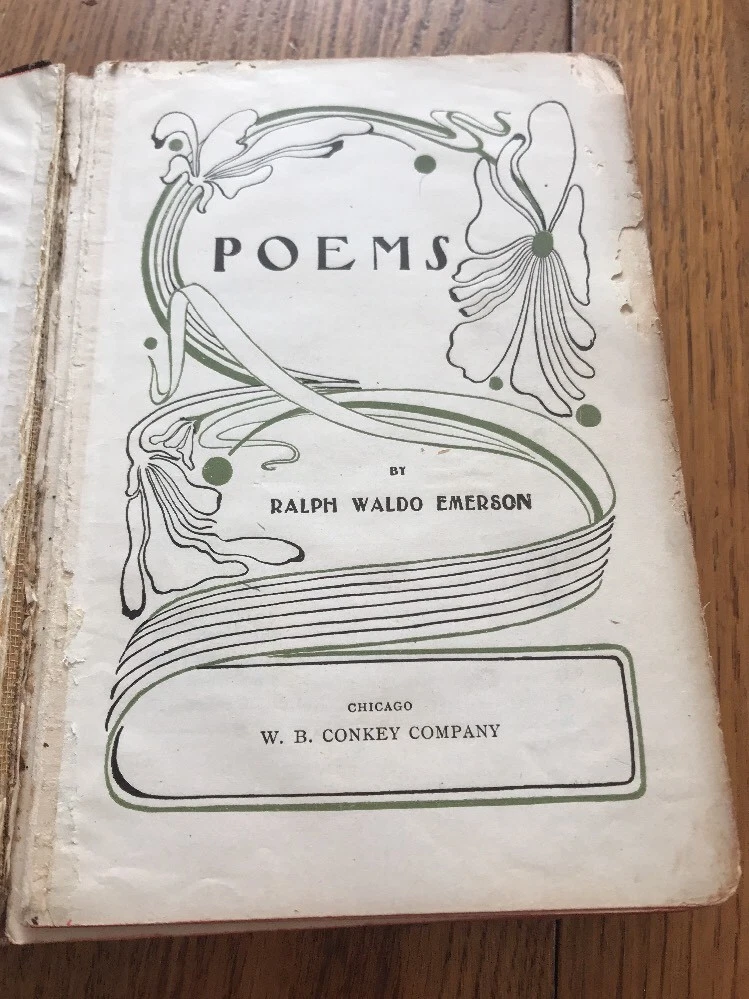 POEMS
BY
RALPH WALDO EMERSON
CHICAGO
W. B. CONKEY COMPANY